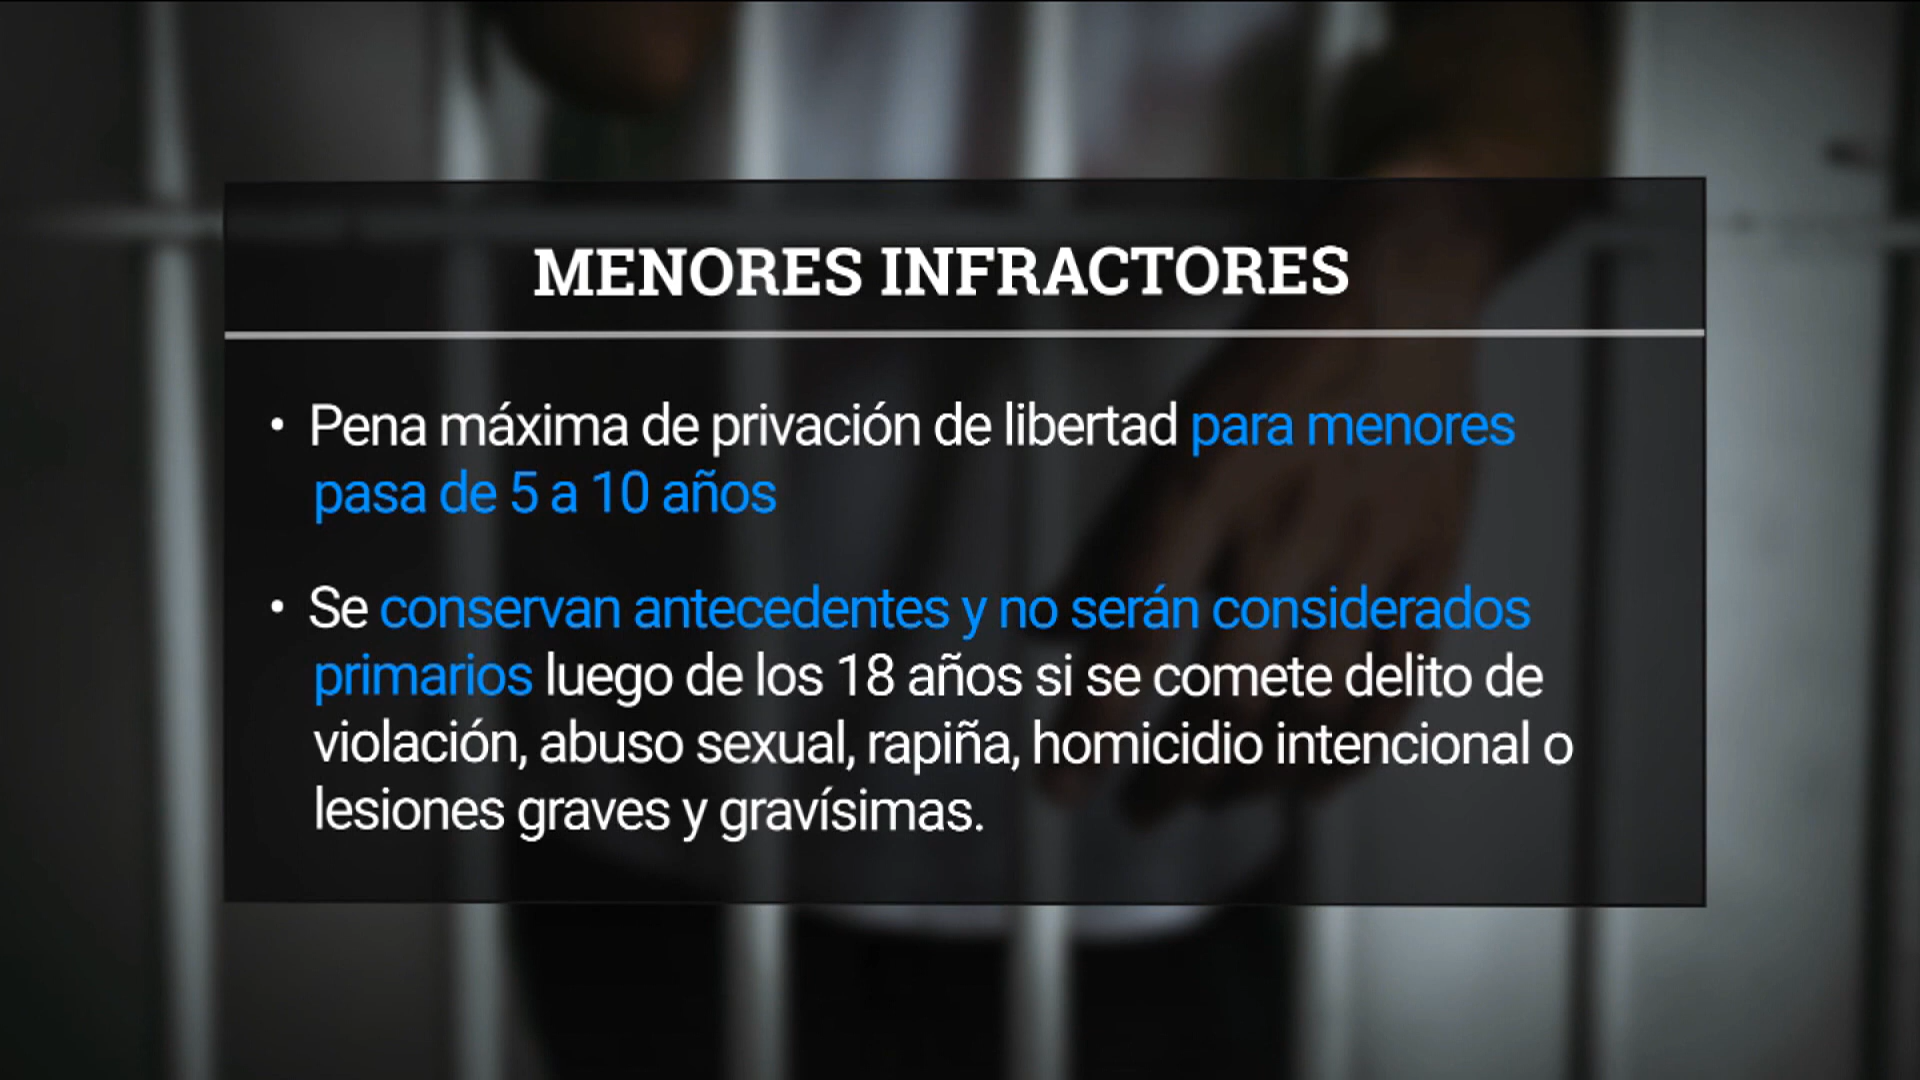 MENORES INFRACTORES
• Pena máxima de privación de libertad para menores
pasa de 5 a 10 años
• Se conservan antecedentes y no serán considerados
primarios luego de los 18 años si se comete delito de
violación, abuso sexual, rapiña, homicidio intencional o
lesiones graves y gravísimas.